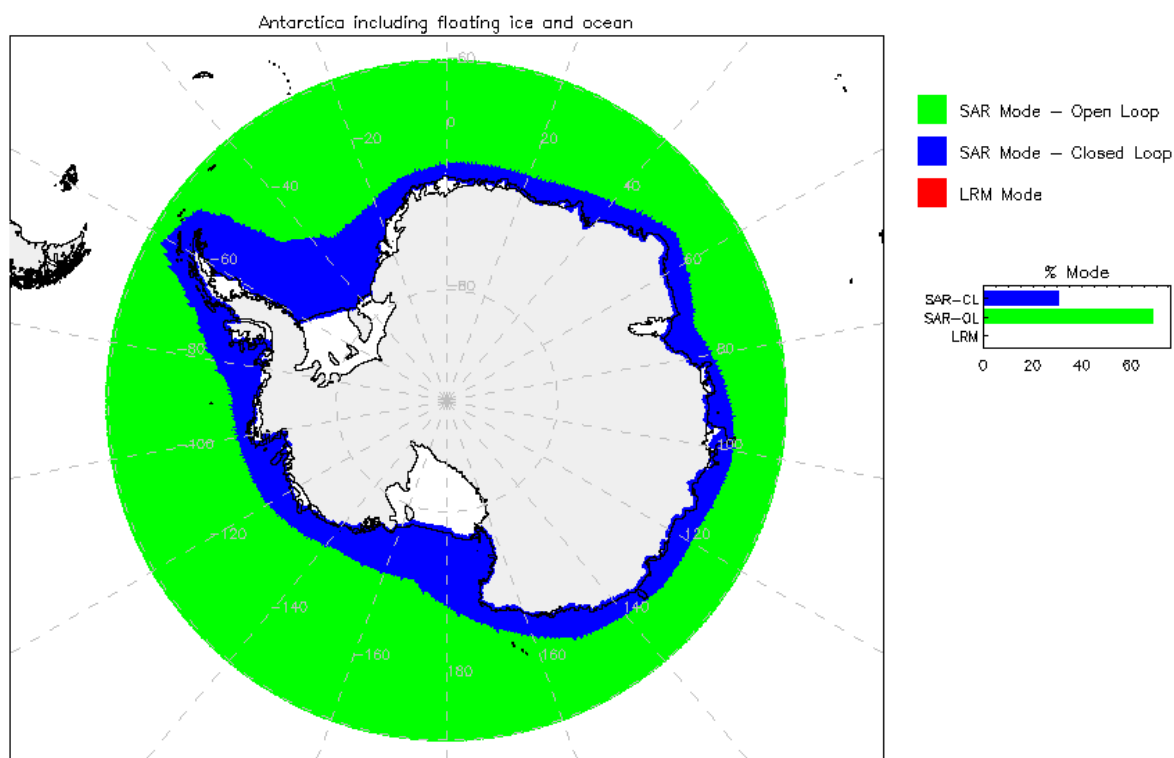 Antarctica including floating ice and ocean
60
0
-20
20
-40
40
-60
60
-80
-80
80
-100
100
-120
120
-140
140
-160
160
180
SAR Mode – Open Loop
SAR Mode – Closed Loop
LRM Mode
% Mode
SAR-CL
SAR-OL
LRM
0 20 40 60